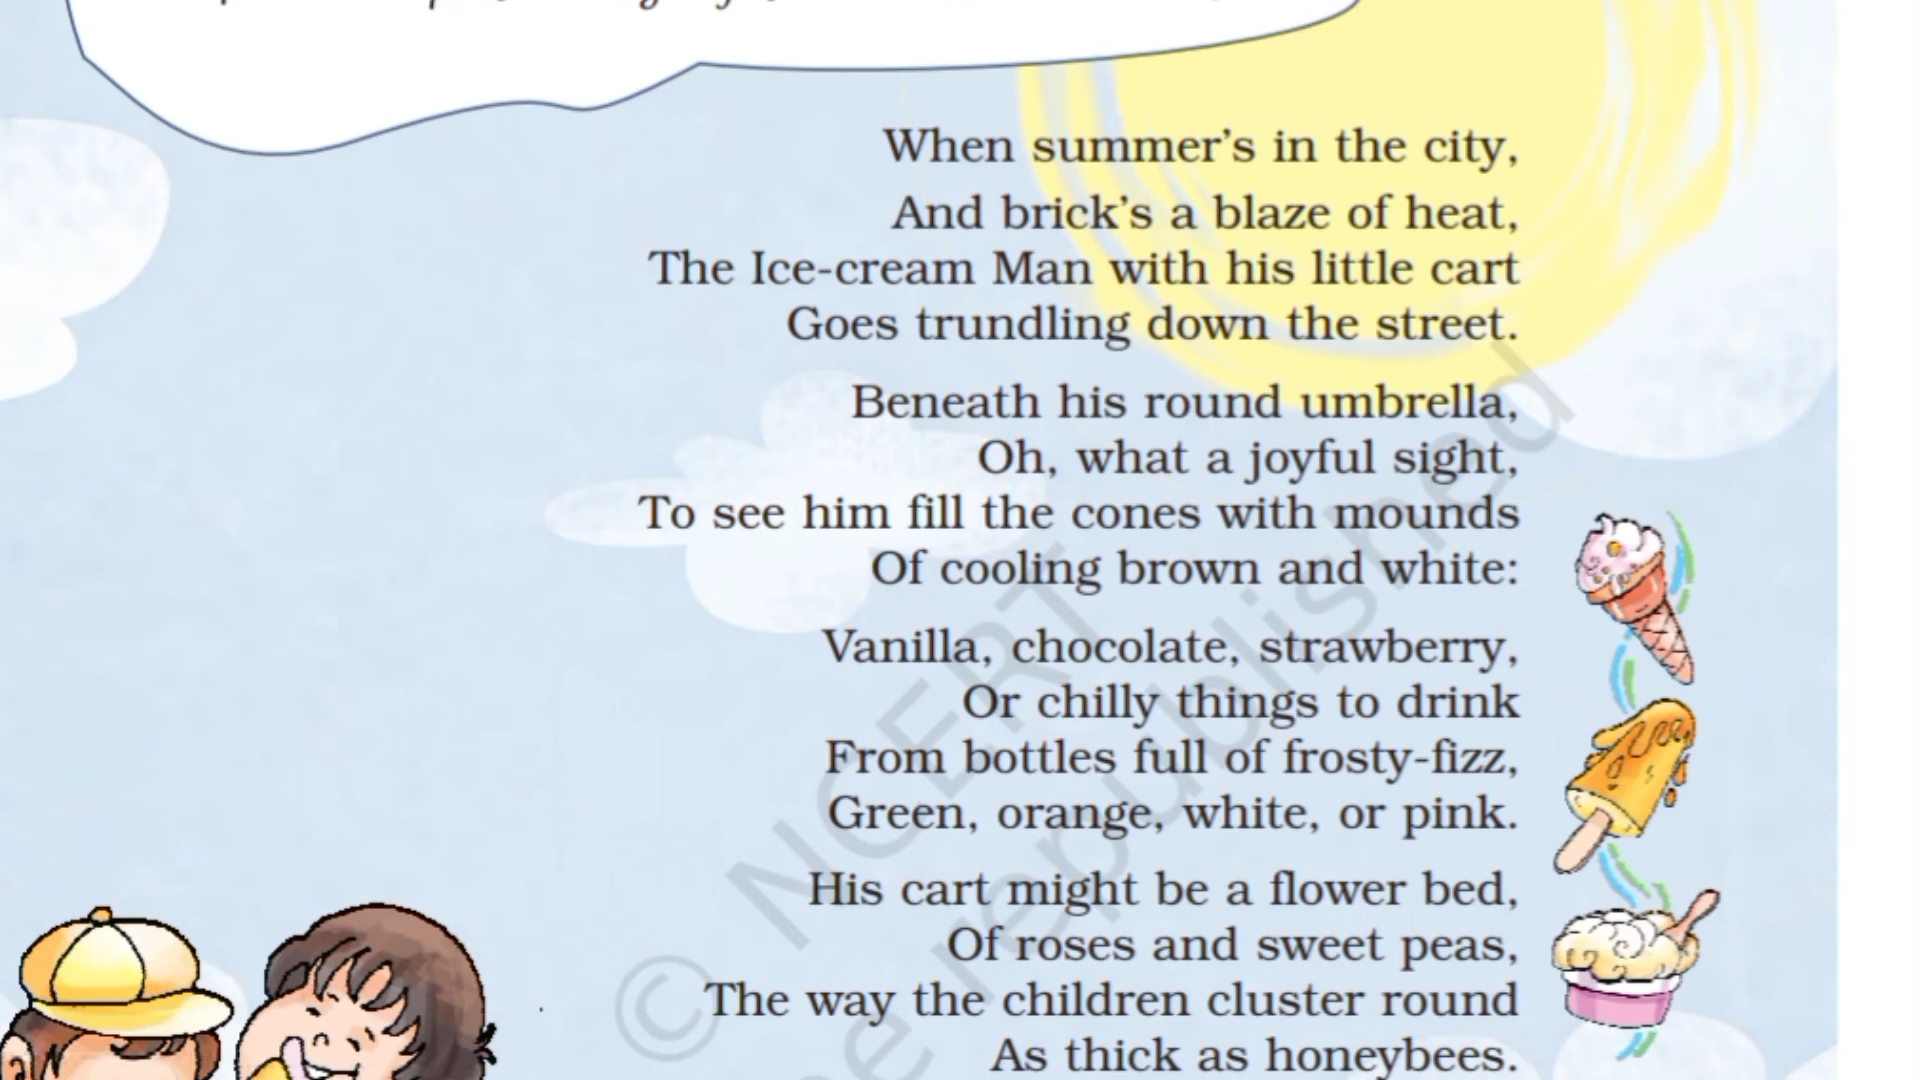 When summer’s in the city,
And brick’s a blaze of heat,
The Ice-cream Man with his little cart
Goes trundling down the street.
Beneath his round umbrella,
Oh, what a joyful sight,
To see him fill the cones with mounds
Of cooling brown and white:
Vanilla, chocolate, strawberry,
Or chilly things to drink
From bottles full of frosty-fizz,
Green, orange, white, or pink.
His cart might be a flower bed,
Of roses and sweet peas,
The way the children cluster round
As thick as honeybees.
© NCERT
republished